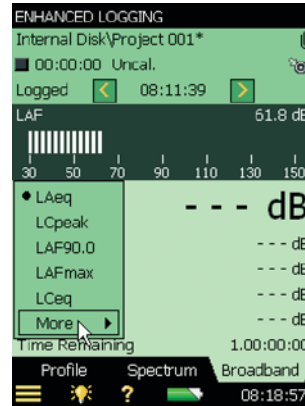 ENHANCED LOGGING
Internal Disk\Project 001*
00:00:00 Uncal.
Logged < 08:11:39 >
LAF 61.8 dB
30 50 70 90 110 130 150
LAeq
--- dB
LCpeak
--- dB
LAF90.0
--- dB
LAFmax
--- dB
LCeq
--- dB
More
Time Remaining 1.00:00:00
Profile Spectrum Broadband
? 08:18:57